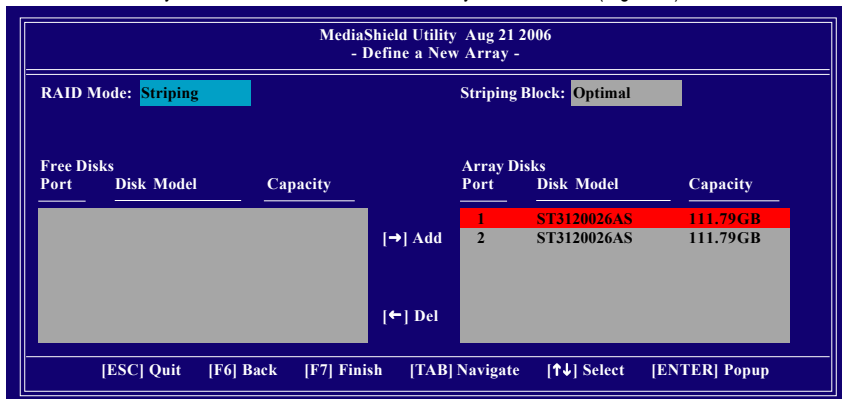 MediaShield Utility Aug 21 2006
- Define a New Array -
RAID Mode: Striping
Striping Block: Optimal
Free Disks
Port Disk Model Capacity
Array Disks
Port Disk Model Capacity
1 ST3120026AS 111.79GB
2 ST3120026AS 111.79GB
[→] Add
[←] Del
[ESC] Quit [F6] Back [F7] Finish [TAB] Navigate [↑↓] Select [ENTER] Popup